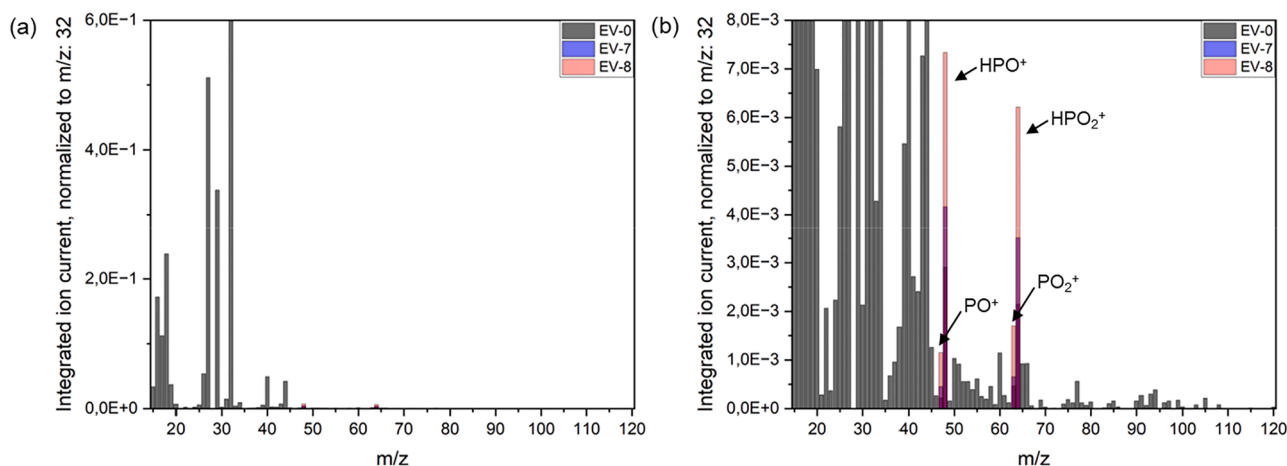 (a)
Integrated ion current, normalized to m/z: 32
6,0E-1
4,0E-1
2,0E-1
0,0E+0
20 30 40 50 60 70 80 90 100 110 120
m/z
EV-0
EV-7
EV-8
(b)
Integrated ion current, normalized to m/z: 32
8,0E-3
7,0E-3
6,0E-3
5,0E-3
4,0E-3
3,0E-3
2,0E-3
1,0E-3
0,0E+0
20 30 40 50 60 70 80 90 100 110 120
m/z
EV-0
EV-7
EV-8
HPO⁺
HPO₂⁺
PO₂⁺
PO⁺